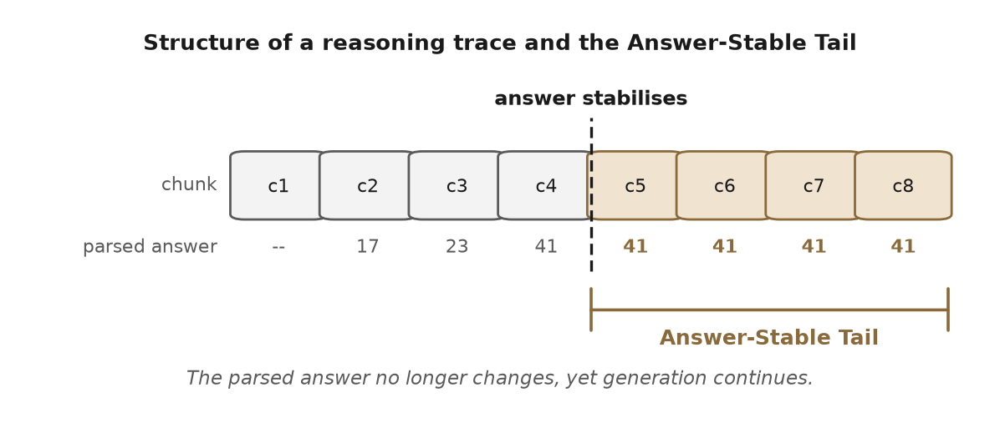 Structure of a reasoning trace and the Answer-Stable Tail
answer stabilises
chunk c1 c2 c3 c4 c5 c6 c7 c8
parsed answer -- 17 23 41 41 41 41 41
Answer-Stable Tail
The parsed answer no longer changes, yet generation continues.